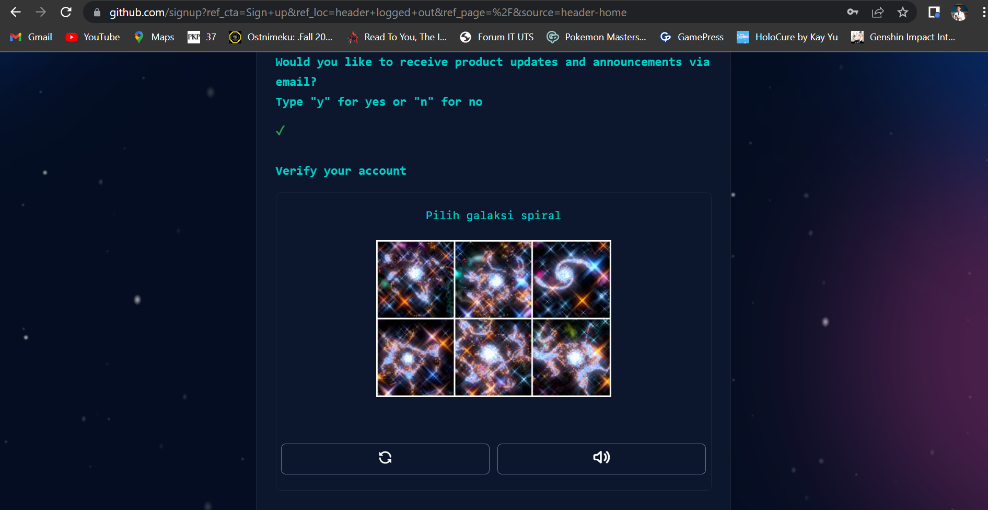 github.com/signup?ref_cta=Sign+up&ref_loc=header+logged+out&ref_page=%2F&source=header-home
Gmail YouTube Maps 37 Ostnimeku: .Fall 20... Read To You, The I... Forum IT UTS Pokemon Masters... GamePress HoloCure by Kay Yu Genshin Impact Int...
Would you like to receive product updates and announcements via
email?
Type "y" for yes or "n" for no
✓
Verify your account
Pilih galaksi spiral